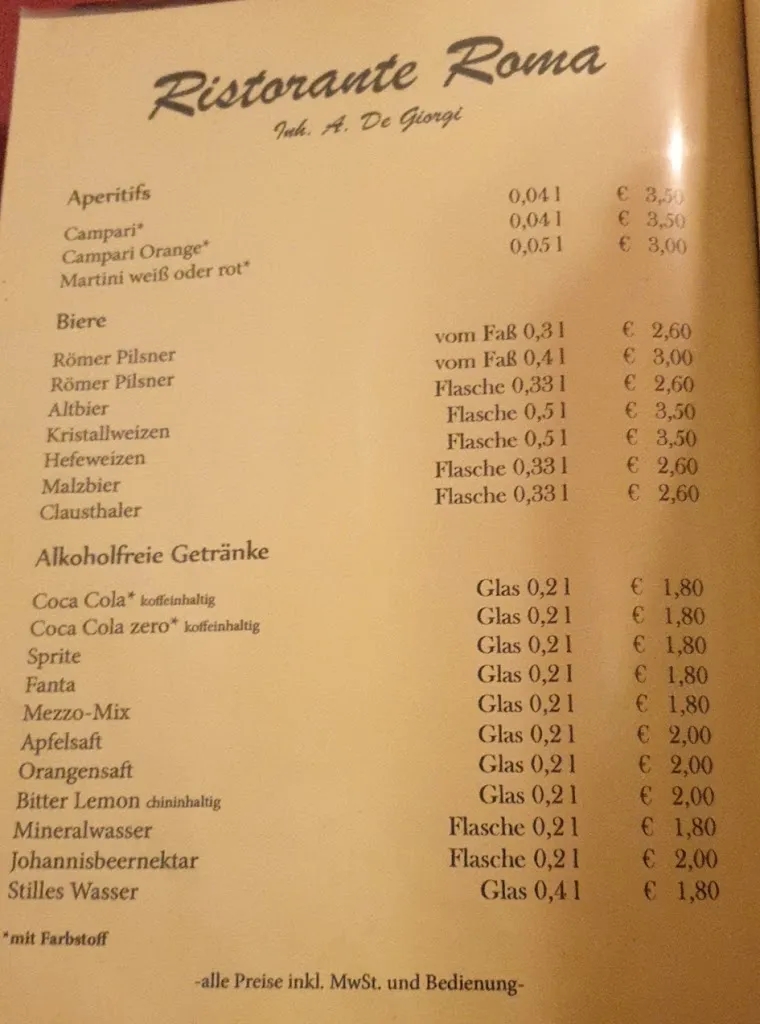 Ristorante Roma
Inh. A. De Giorgi
Aperitifs
Campari* 0,04 l € 3,50
Campari Orange* 0,04 l € 3,50
Martini weiß oder rot* 0,05 l € 3,00
Biere
Römer Pilsner vom Faß 0,3 l € 2,60
Römer Pilsner vom Faß 0,4 l € 3,00
Altbier Flasche 0,33 l € 2,60
Kristallweizen Flasche 0,5 l € 3,50
Hefeweizen Flasche 0,5 l € 3,50
Malzbier Flasche 0,33 l € 2,60
Clausthaler Flasche 0,33 l € 2,60
Alkoholfreie Getränke
Coca Cola* koffeinhaltig Glas 0,2 l € 1,80
Coca Cola zero* koffeinhaltig Glas 0,2 l € 1,80
Sprite Glas 0,2 l € 1,80
Fanta Glas 0,2 l € 1,80
Mezzo-Mix Glas 0,2 l € 1,80
Apfelsaft Glas 0,2 l € 2,00
Orangensaft Glas 0,2 l € 2,00
Bitter Lemon chininhaltig Glas 0,2 l € 2,00
Mineralwasser Flasche 0,2 l € 1,80
Johannisbeernektar Flasche 0,2 l € 2,00
Stilles Wasser Glas 0,4 l € 1,80
*mit Farbstoff
-alle Preise inkl. MwSt. und Bedienung-